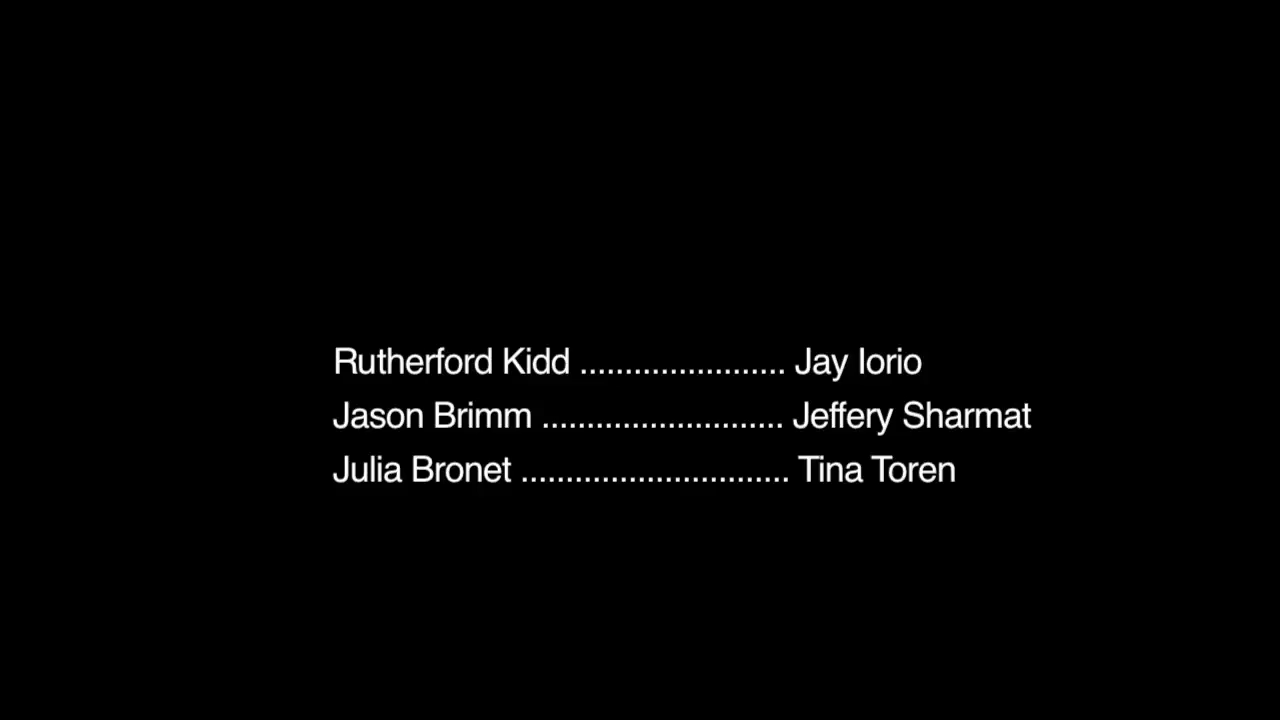 Rutherford Kidd ....................... Jay Iorio
Jason Brimm ........................... Jeffery Sharmat
Julia Bronet .............................. Tina Toren